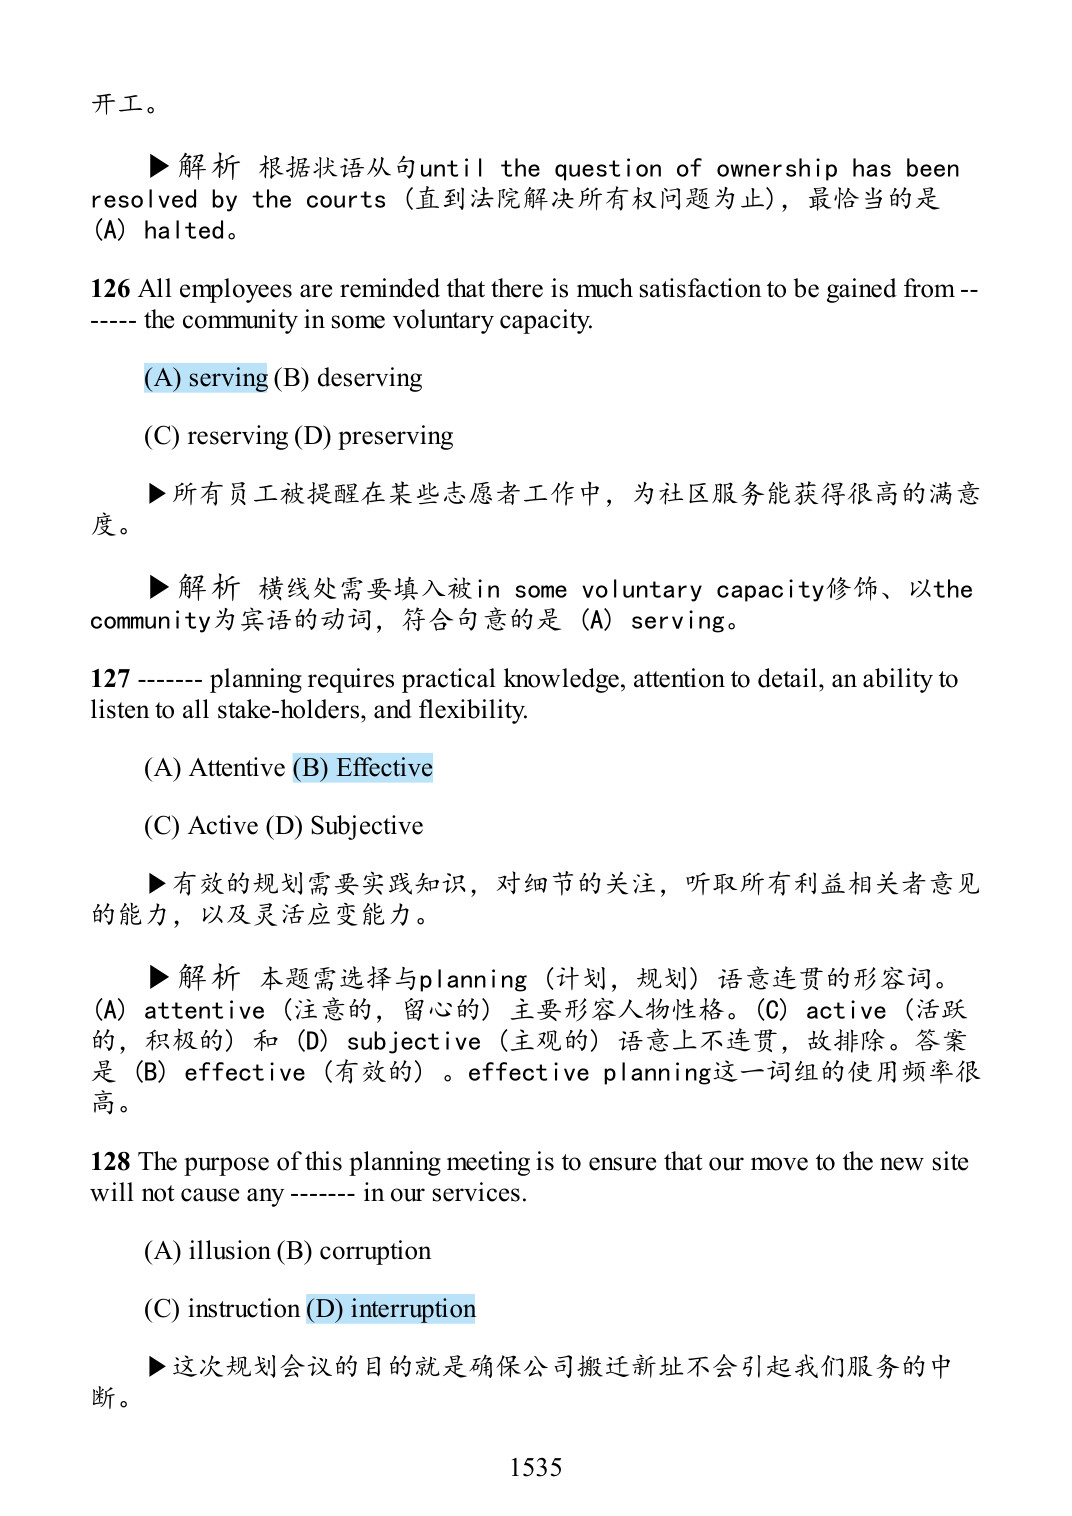 开工。
▶解析 根据状语从句until the question of ownership has been
resolved by the courts (直到法院解决所有权问题为止), 最恰当的是
(A) halted。
126 All employees are reminded that there is much satisfaction to be gained from --
----- the community in some voluntary capacity.
(A) serving (B) deserving
(C) reserving (D) preserving
▶所有员工被提醒在某些志愿者工作中, 为社区服务能获得很高的满意
度。
▶解析 横线处需要填入被in some voluntary capacity修饰、以the
community为宾语的动词, 符合句意的是 (A) serving。
127 ------- planning requires practical knowledge, attention to detail, an ability to
listen to all stake-holders, and flexibility.
(A) Attentive (B) Effective
(C) Active (D) Subjective
▶有效的规划需要实践知识, 对细节的关注, 听取所有利益相关者意见
的能力, 以及灵活应变能力。
▶解析 本题需选择与planning (计划, 规划) 语意连贯的形容词。
(A) attentive (注意的, 留心的) 主要形容人物性格。(C) active (活跃
的, 积极的) 和 (D) subjective (主观的) 语意上不连贯, 故排除。答案
是 (B) effective (有效的) 。effective planning这一词组的使用频率很
高。
128 The purpose of this planning meeting is to ensure that our move to the new site
will not cause any ------- in our services.
(A) illusion (B) corruption
(C) instruction (D) interruption
▶这次规划会议的目的就是确保公司搬迁新址不会引起我们服务的中
断。
1535